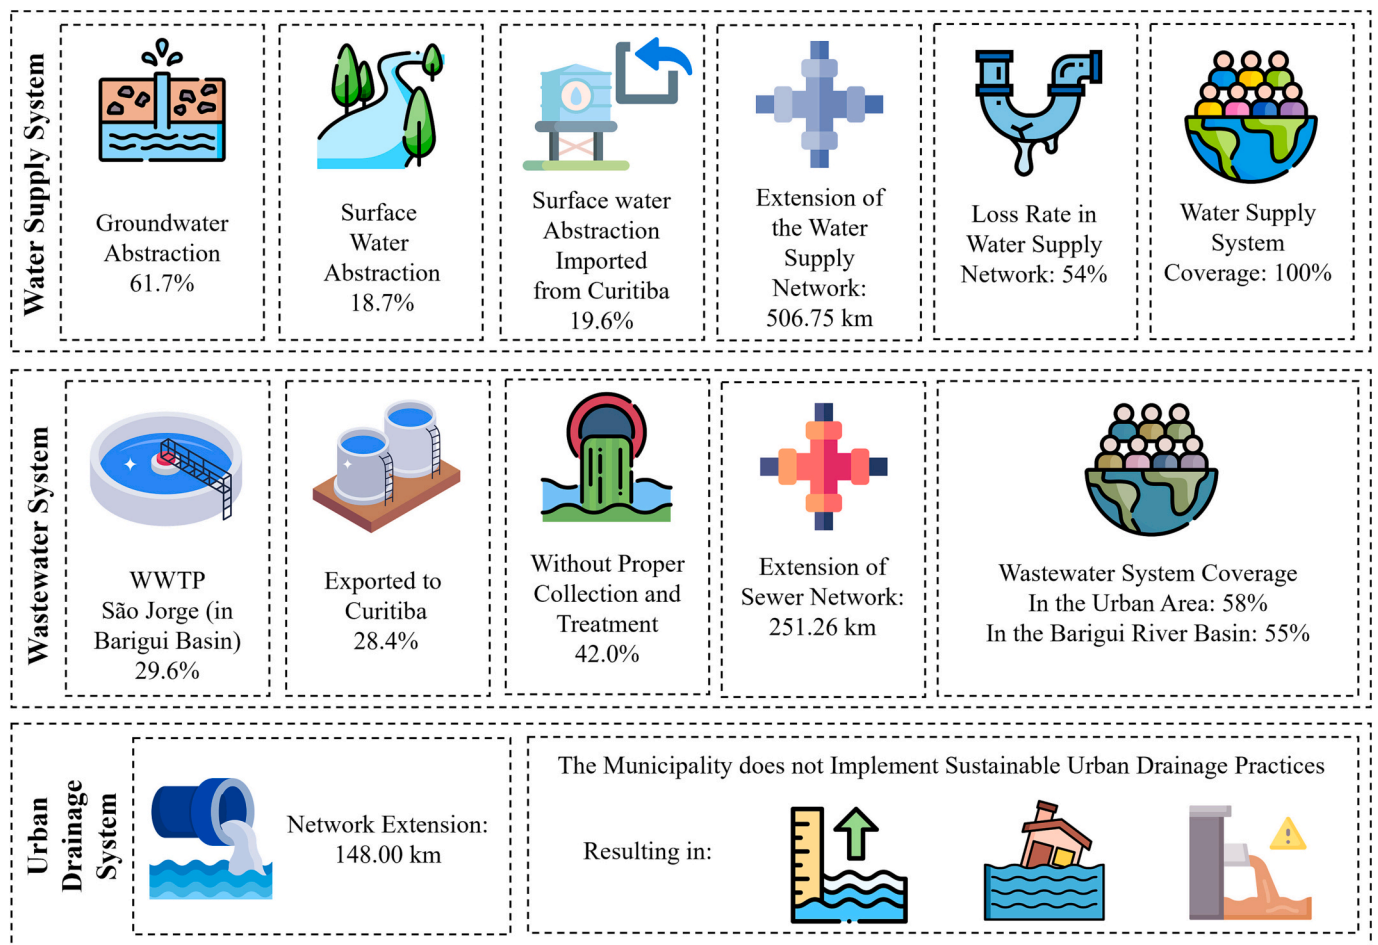 Water Supply System
Groundwater
Abstraction
61.7%
Surface
Water
Abstraction
18.7%
Surface water
Abstraction
Imported
from Curitiba
19.6%
Extension of
the Water
Supply
Network:
506.75 km
Loss Rate in
Water Supply
Network: 54%
Water Supply
System
Coverage: 100%
Wastewater System
WWTP
São Jorge (in
Barigui Basin)
29.6%
Exported to
Curitiba
28.4%
Without Proper
Collection and
Treatment
42.0%
Extension of
Sewer Network:
251.26 km
Wastewater System Coverage
In the Urban Area: 58%
In the Barigui River Basin: 55%
Urban
Drainage
System
Network Extension:
148.00 km
The Municipality does not Implement Sustainable Urban Drainage Practices
Resulting in: